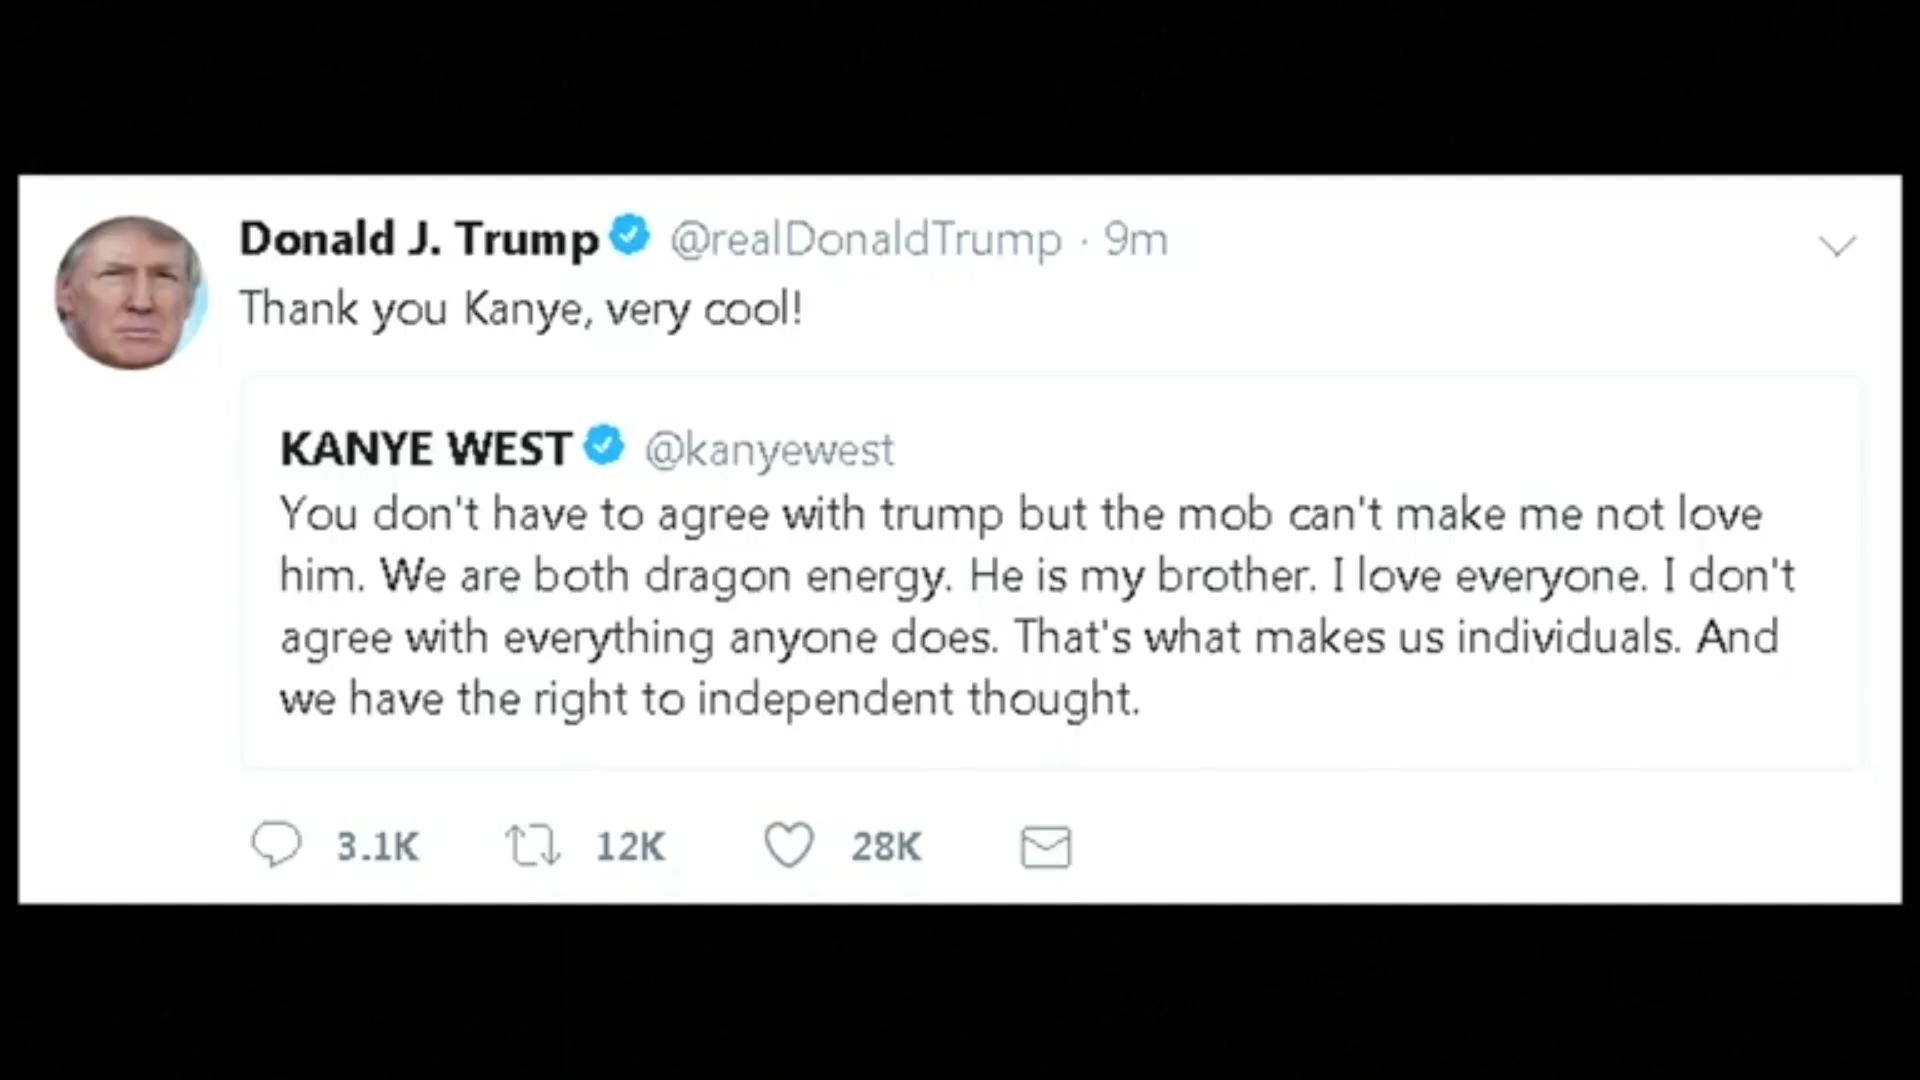 Donald J. Trump @realDonaldTrump · 9m
Thank you Kanye, very cool!
KANYE WEST @kanyewest
You don't have to agree with trump but the mob can't make me not love
him. We are both dragon energy. He is my brother. I love everyone. I don't
agree with everything anyone does. That's what makes us individuals. And
we have the right to independent thought.
3.1K 12K 28K